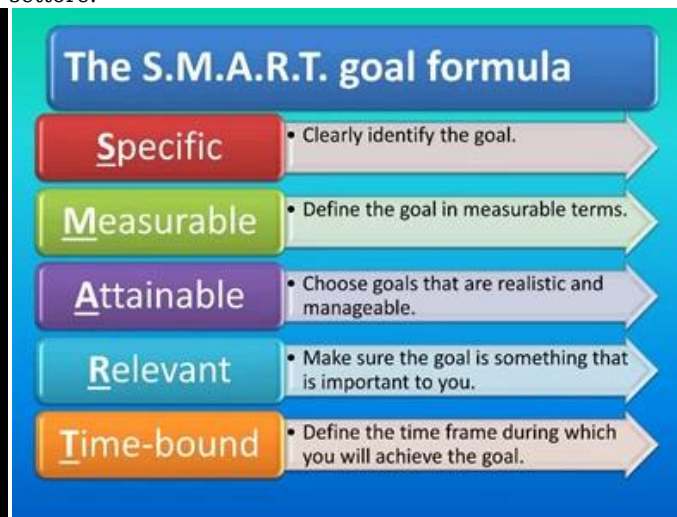 The S.M.A.R.T. goal formula
Specific
• Clearly identify the goal.
Measurable
• Define the goal in measurable terms.
Attainable
• Choose goals that are realistic and
manageable.
Relevant
• Make sure the goal is something that
is important to you.
Time-bound
• Define the time frame during which
you will achieve the goal.